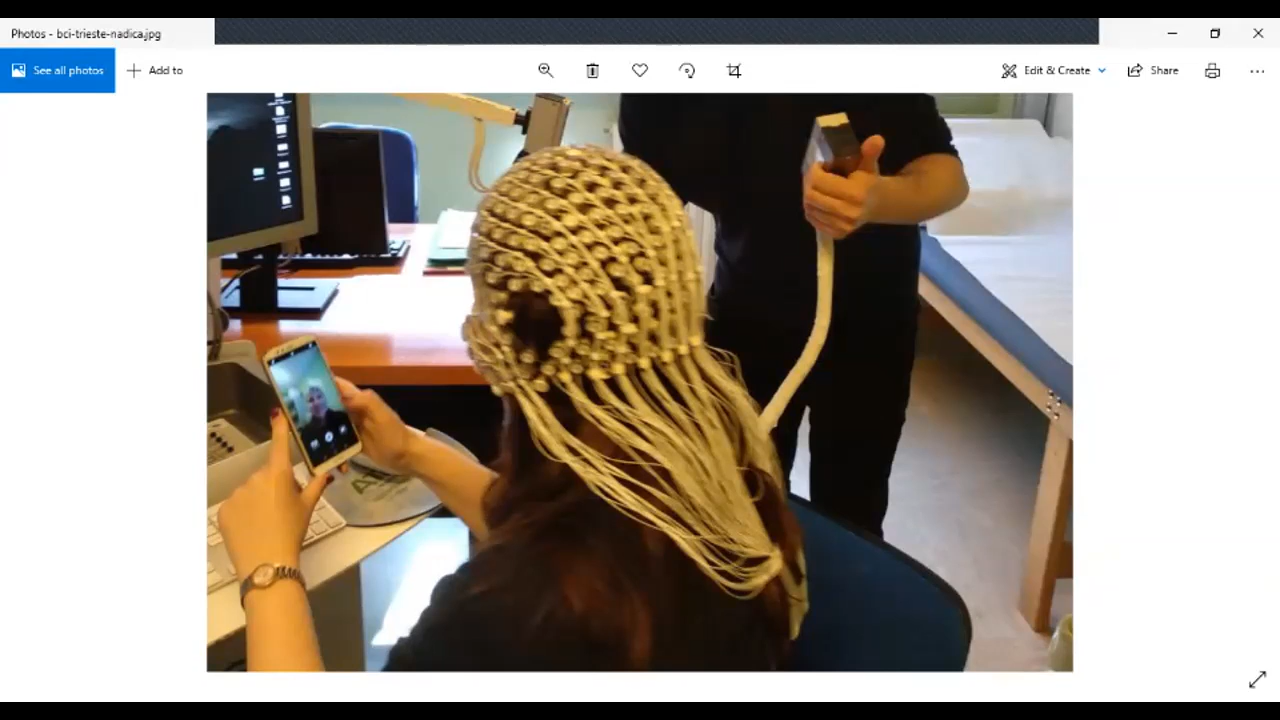 Photos - bci-trieste-nadica.jpg
See all photos
Add to
Edit & Create
Share